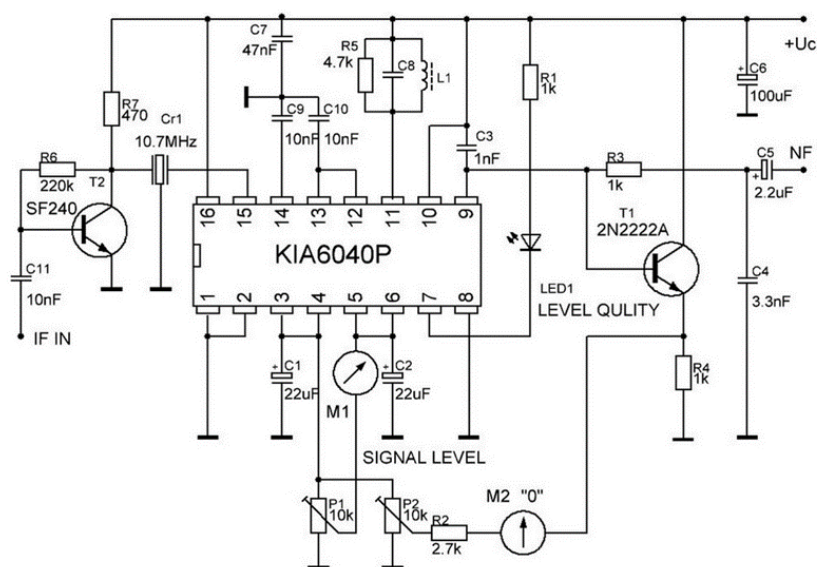 C7
47nF
R5
4.7k
C8
L1
R1
1k
+Uc
C6
+
100uF
R7
470
Cr1
10.7MHz
C9
10nF
C10
10nF
C3
1nF
R6
220k
T2
SF240
R3
1k
C5
+
2.2uF
NF
T1
2N2222A
16
15
14
13
12
11
10
9
KIA6040P
1
2
3
4
5
6
7
8
C11
10nF
IF IN
LED1
LEVEL QULITY
C4
3.3nF
+
C1
22uF
M1
+
C2
22uF
R4
1k
SIGNAL LEVEL
P1
10k
P2
10k
R2
2.7k
M2 "0"